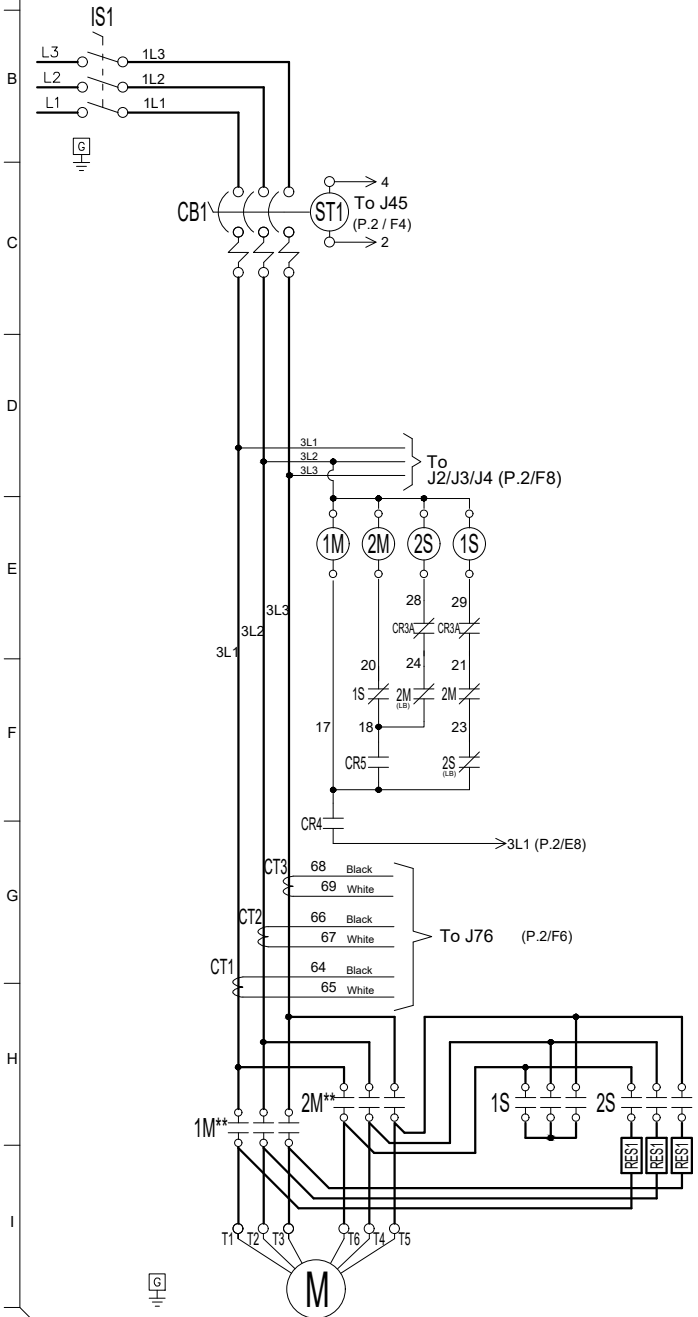 IS1
L3 1L3
B
L2 1L2
L1 1L1
G
4
CB1 ST1 To J45
(P.2 / F4)
C
2
D
3L1
3L2 To
3L3 J2/J3/J4 (P.2/F8)
1M 2M 2S 1S
E
28 29
3L3 CR3A CR3A
3L2
3L1 20 24 21
1S 2M 2M
(LB)
17 18 23
F
CR5 2S
(LB)
CR4
3L1 (P.2/E8)
CT3 68 Black
69 White
G
CT2 66 Black
67 White To J76 (P.2/F6)
CT1 64 Black
65 White
H
2M** 1S 2S
1M**
RES1 RES1 RES1
I
T1 T2 T3 T6 T4 T5
G M